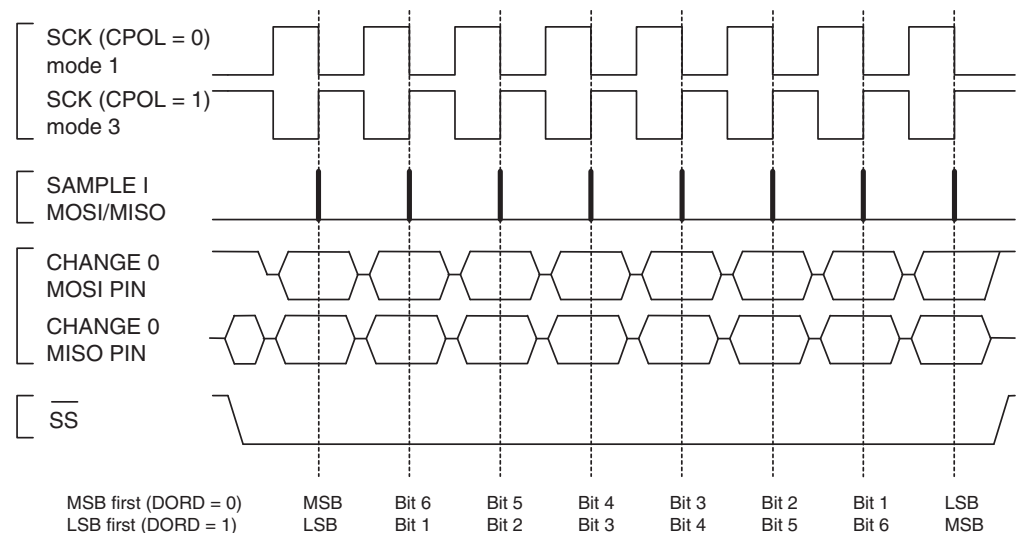 SCK (CPOL = 0)
mode 1
SCK (CPOL = 1)
mode 3
SAMPLE I
MOSI/MISO
CHANGE 0
MOSI PIN
CHANGE 0
MISO PIN
SS
MSB first (DORD = 0) MSB Bit 6 Bit 5 Bit 4 Bit 3 Bit 2 Bit 1 LSB
LSB first (DORD = 1) LSB Bit 1 Bit 2 Bit 3 Bit 4 Bit 5 Bit 6 MSB